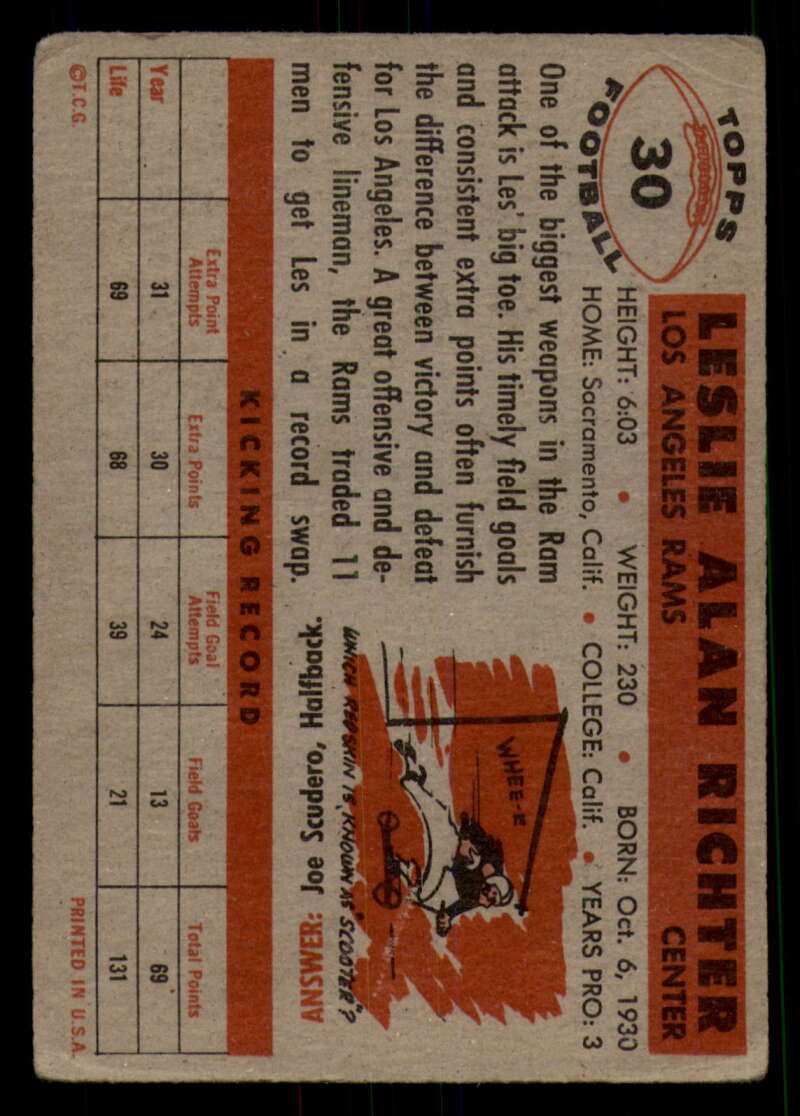 TOPPS
30
FOOTBALL
LESLIE ALAN RICHTER
LOS ANGELES RAMS CENTER
HEIGHT: 6:03 • WEIGHT: 230 • BORN: Oct. 6, 1930
HOME: Sacramento, Calif. • COLLEGE: Calif. • YEARS PRO: 3
One of the biggest weapons in the Ram
attack is Les' big toe. His timely field goals
and consistent extra points often furnish
the difference between victory and defeat
for Los Angeles. A great offensive and de-
fensive lineman, the Rams traded 11
men to get Les in a record swap.
WHEE-E
WHICH REDSKIN IS KNOWN AS "SCOOTER"?
ANSWER: Joe Scudero, Halfback.
KICKING RECORD
Extra Point Attempts Extra Points Field Goal Attempts Field Goals Total Points
Year 31 30 24 13 69
Life 69 68 39 21 131
©T.C.G. PRINTED IN U.S.A.